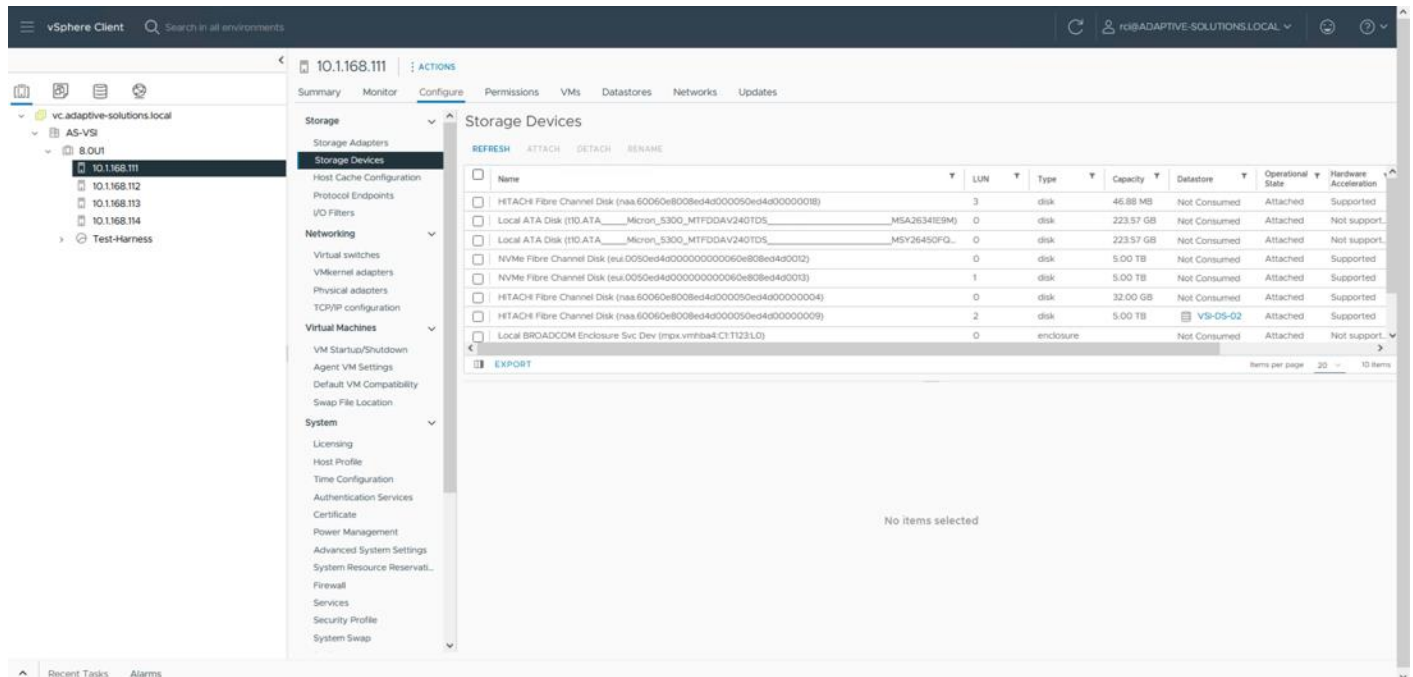 vSphere Client Search in all environments rci@ADAPTIVE-SOLUTIONS.LOCAL
10.1.168.111 ACTIONS
Summary Monitor Configure Permissions VMs Datastores Networks Updates
vc.adaptive-solutions.local
AS-VSI
8.0U1
10.1.168.111
10.1.168.112
10.1.168.113
10.1.168.114
Test-Harness
Storage
Storage Adapters
Storage Devices
Host Cache Configuration
Protocol Endpoints
I/O Filters
Networking
Virtual switches
VMkernel adapters
Physical adapters
TCP/IP configuration
Virtual Machines
VM Startup/Shutdown
Agent VM Settings
Default VM Compatibility
Swap File Location
System
Licensing
Host Profile
Time Configuration
Authentication Services
Certificate
Power Management
Advanced System Settings
System Resource Reservati...
Firewall
Services
Security Profile
System Swap
Storage Devices
REFRESH ATTACH DETACH RENAME
Name LUN Type Capacity Datastore Operational State Hardware Acceleration
HITACHI Fibre Channel Disk (naa.60060e8008ed4d000050ed4d00000018) 3 disk 46.88 MB Not Consumed Attached Supported
Local ATA Disk (t10.ATA_____Micron_5300_MTFDDAV240TDS________________________MSA26341E9M) 0 disk 223.57 GB Not Consumed Attached Not support...
Local ATA Disk (t10.ATA_____Micron_5300_MTFDDAV240TDS________________________MSY26450FQ... 0 disk 223.57 GB Not Consumed Attached Not support...
NVMe Fibre Channel Disk (eui.0050ed4d000000000060e808ed4d0012) 0 disk 5.00 TB Not Consumed Attached Supported
NVMe Fibre Channel Disk (eui.0050ed4d000000000060e808ed4d0013) 1 disk 5.00 TB Not Consumed Attached Supported
HITACHI Fibre Channel Disk (naa.60060e8008ed4d000050ed4d00000004) 0 disk 32.00 GB Not Consumed Attached Supported
HITACHI Fibre Channel Disk (naa.60060e8008ed4d000050ed4d00000009) 2 disk 5.00 TB VSI-DS-02 Attached Supported
Local BROADCOM Enclosure Svc Dev (mpx.vmhba4:C1:T123:L0) 0 enclosure Not Consumed Attached Not support...
EXPORT Items per page 20 10 items
No items selected
Recent Tasks Alarms